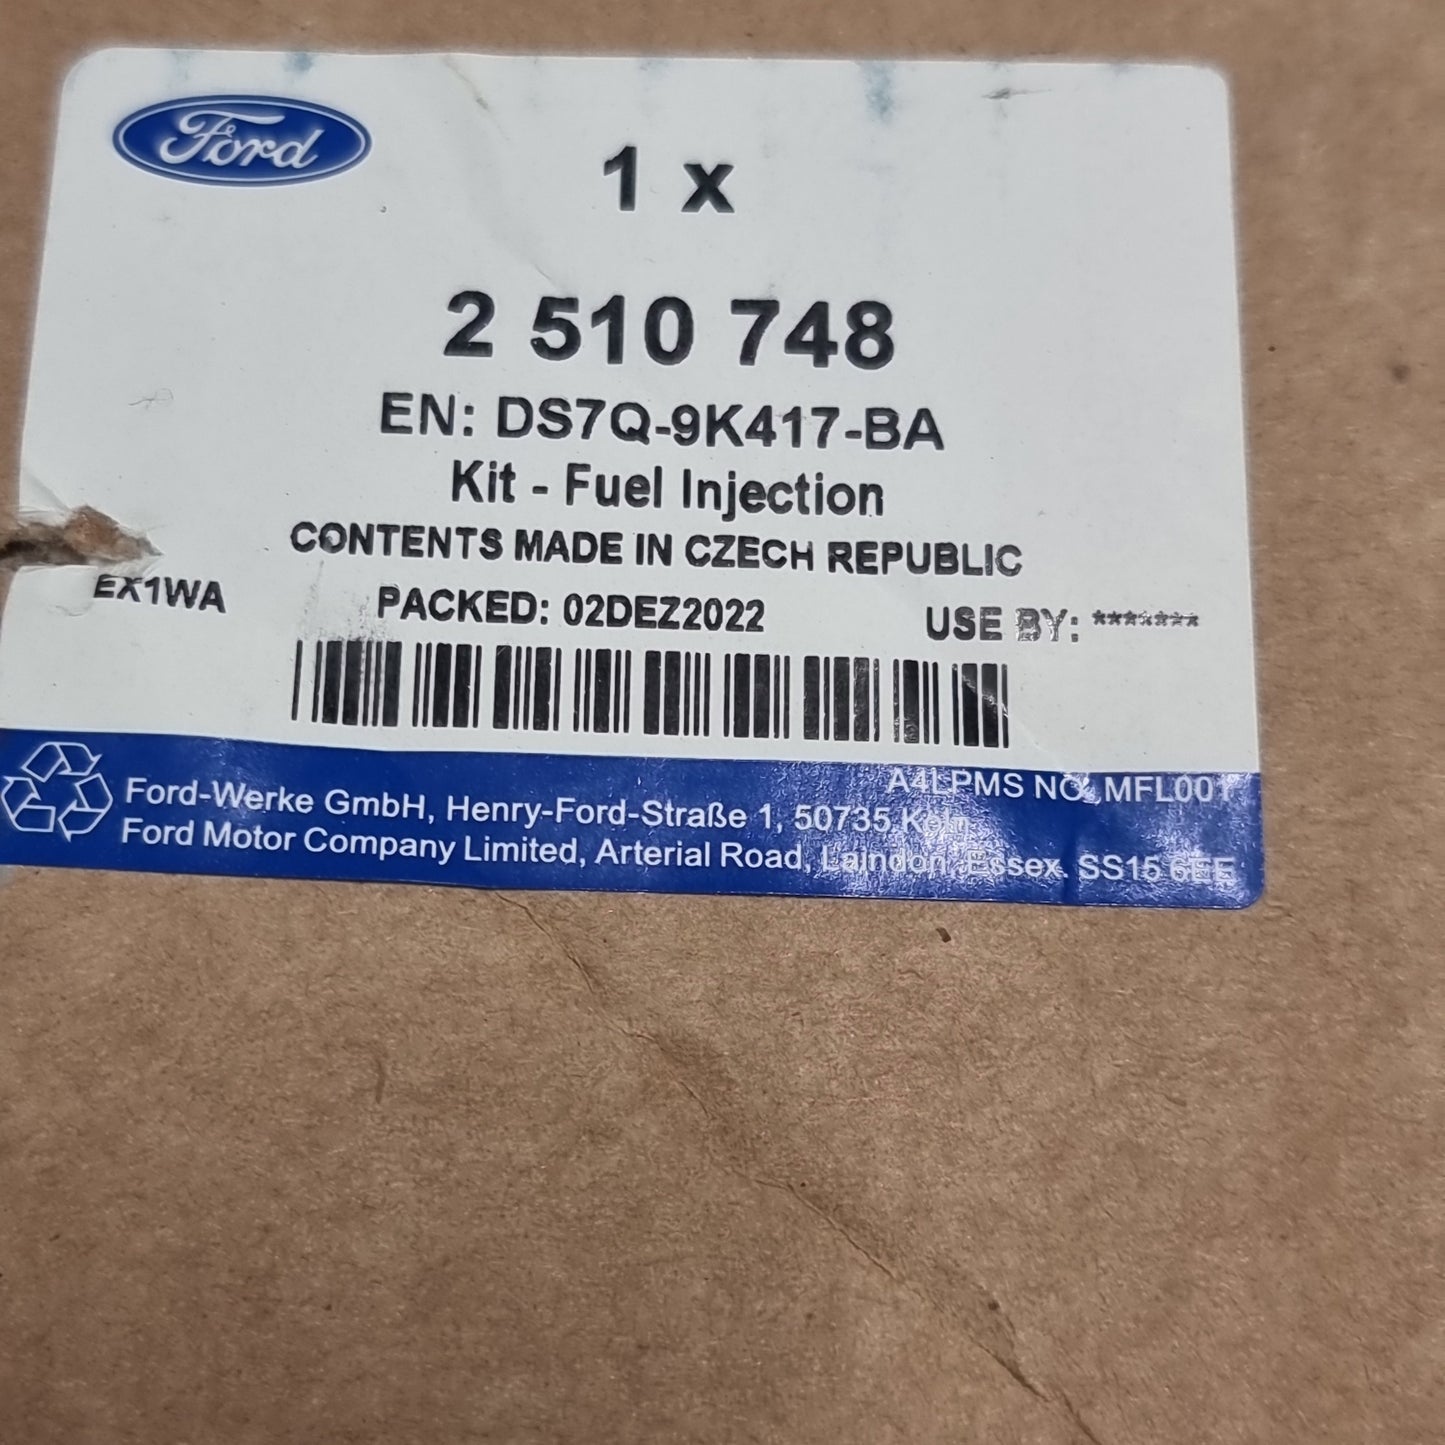 Ford
1 x
2 510 748
EN: DS7Q-9K417-BA
Kit - Fuel Injection
CONTENTS MADE IN CZECH REPUBLIC
EX1WA PACKED: 02DEZ2022 USE BY: *******
A4LPMS NO. MFL001
Ford-Werke GmbH, Henry-Ford-Straße 1, 50735 Köln
Ford Motor Company Limited, Arterial Road, Laindon, Essex. SS15 6EE